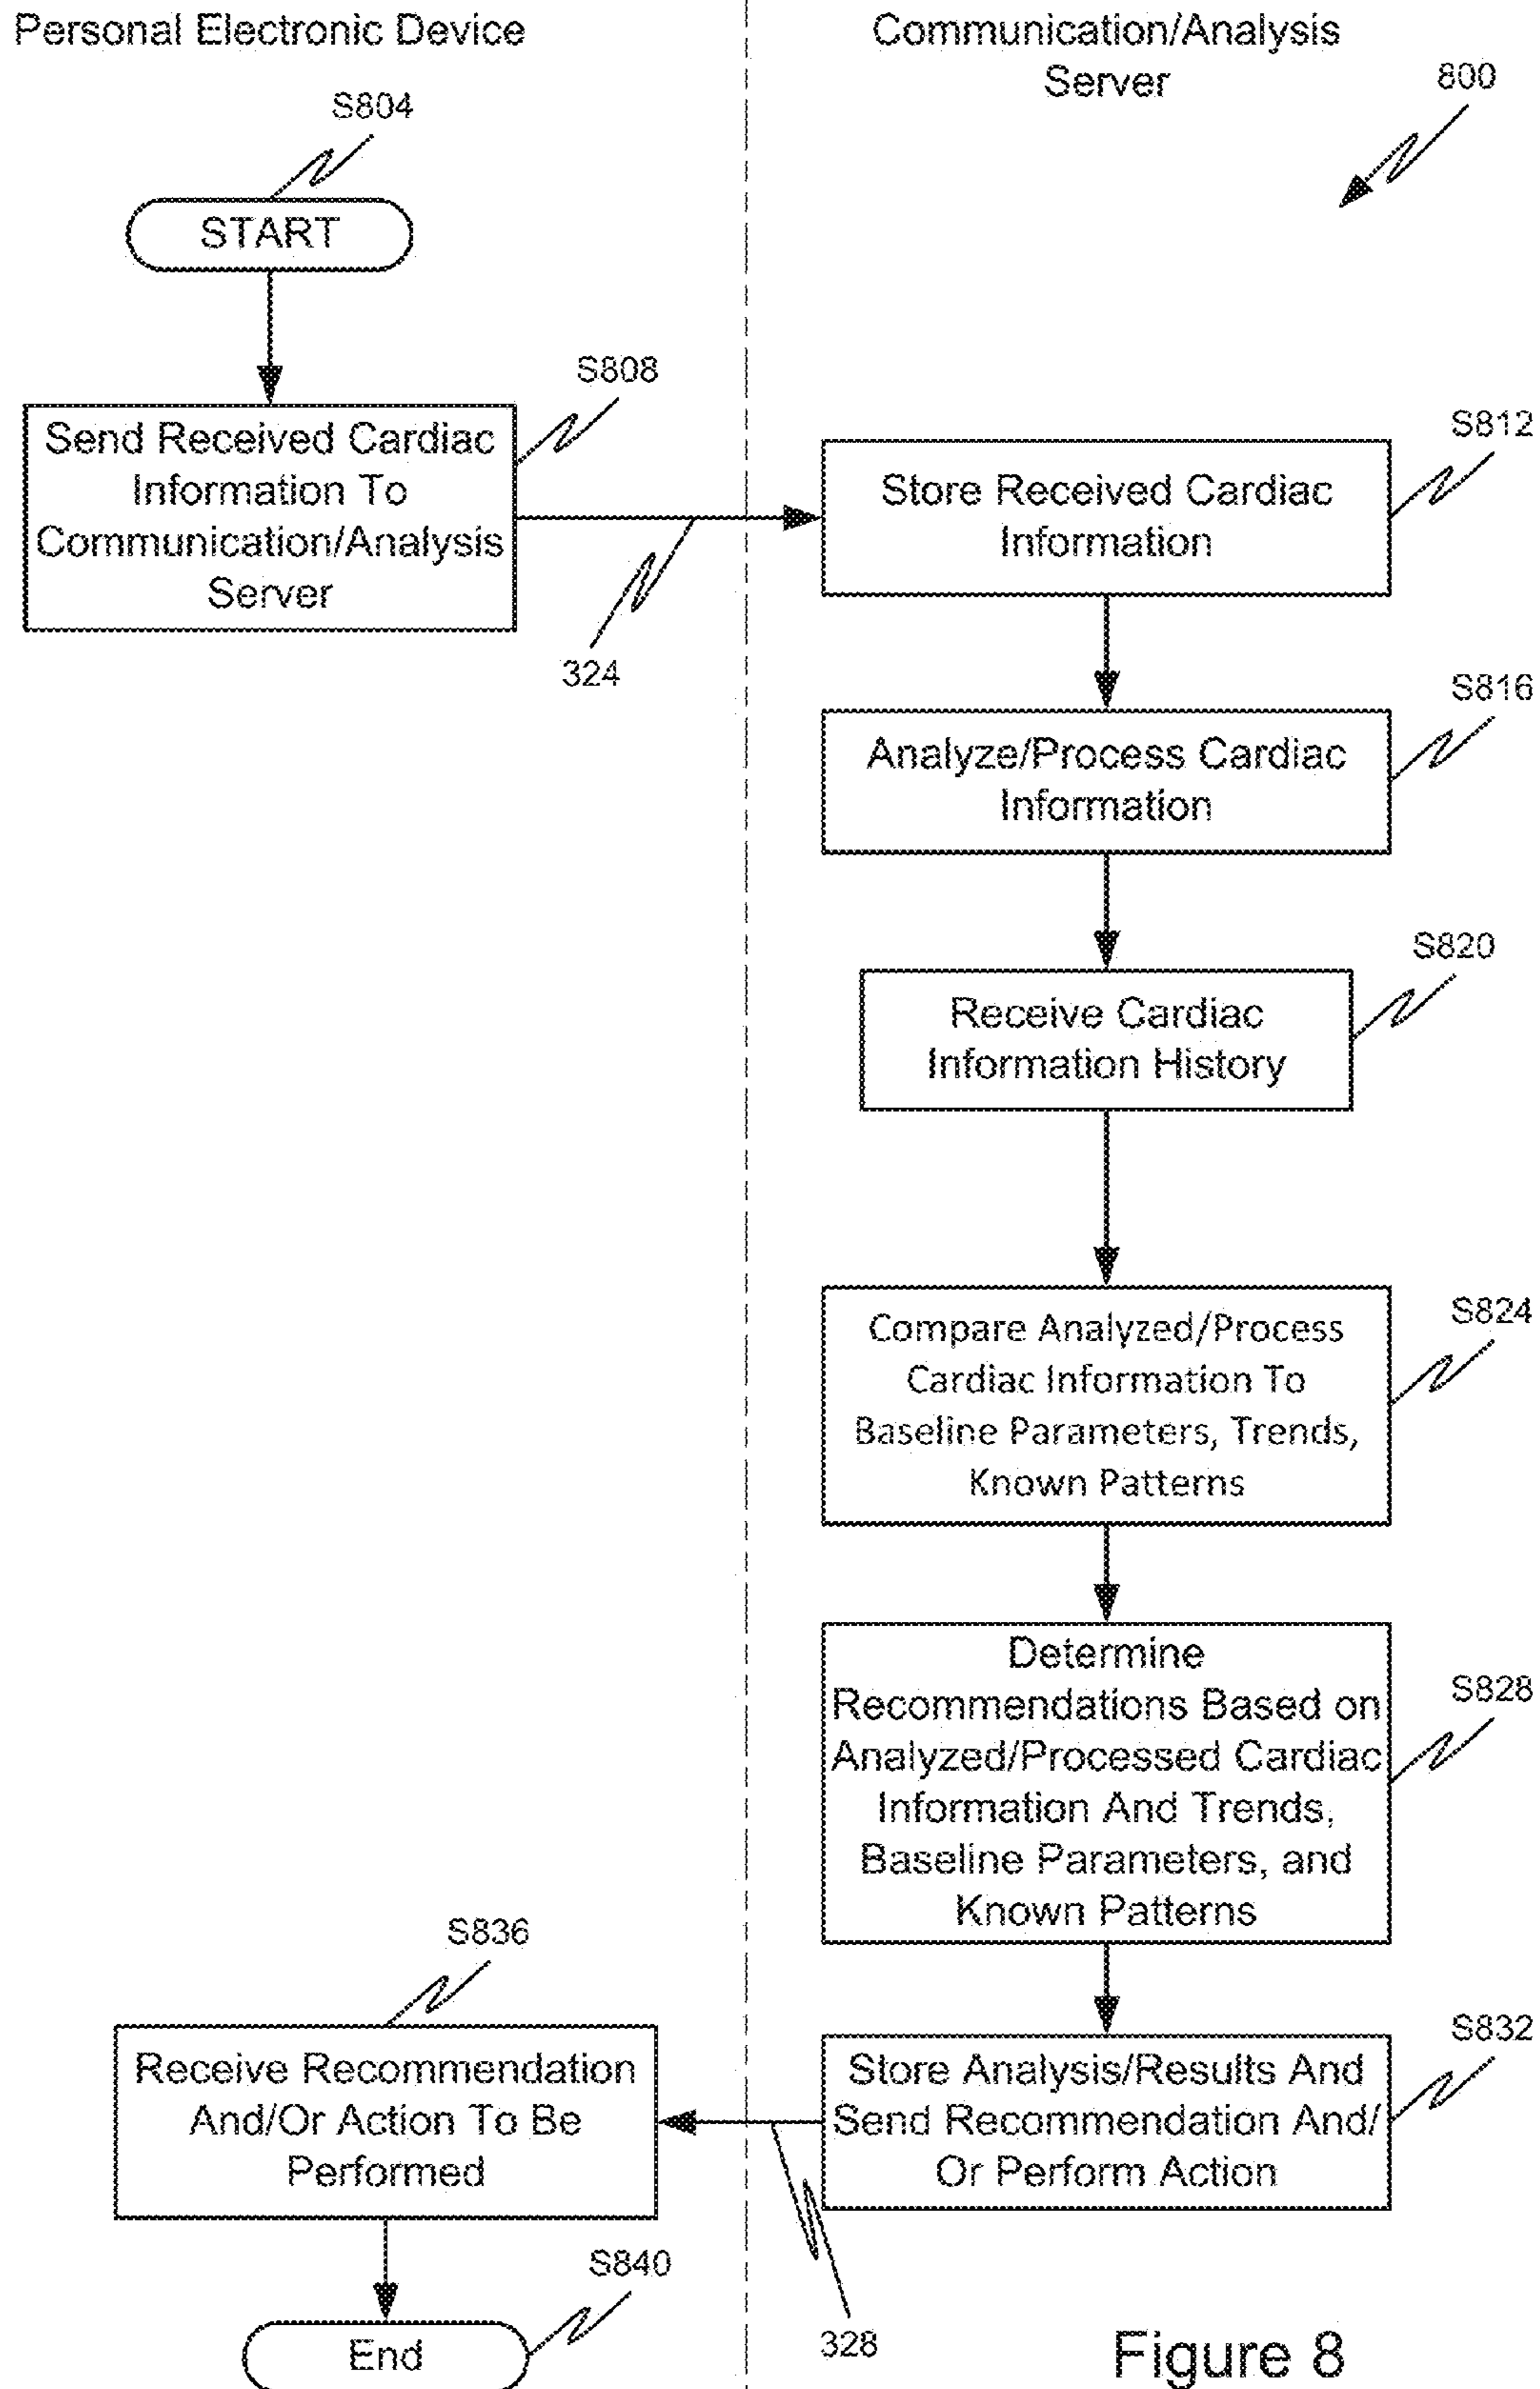 Personal Electronic Device
Communication/Analysis
Server
800
S804
START
S808
Send Received Cardiac
Information To
Communication/Analysis
Server
324
S812
Store Received Cardiac
Information
S816
Analyze/Process Cardiac
Information
S820
Receive Cardiac
Information History
S824
Compare Analyzed/Process
Cardiac Information To
Baseline Parameters, Trends,
Known Patterns
S828
Determine
Recommendations Based on
Analyzed/Processed Cardiac
Information And Trends,
Baseline Parameters, and
Known Patterns
S832
Store Analysis/Results And
Send Recommendation And/
Or Perform Action
328
S836
Receive Recommendation
And/Or Action To Be
Performed
S840
End
Figure 8